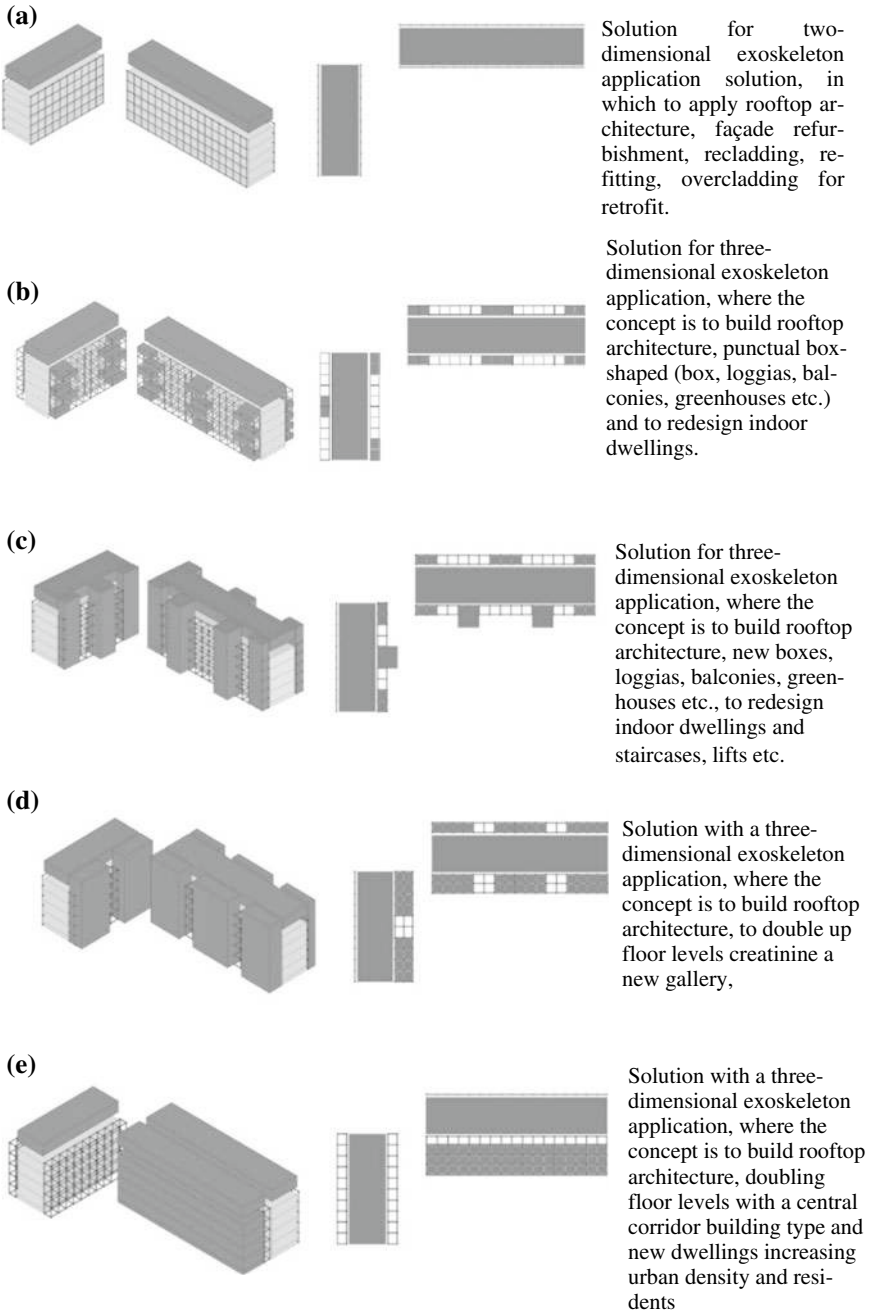 (a)
Solution for two-
dimensional exoskeleton
application solution, in
which to apply rooftop ar-
chitecture, façade refur-
bishment, recladding, re-
fitting, overcladding for
retrofit.
(b)
Solution for three-
dimensional exoskeleton
application, where the
concept is to build rooftop
architecture, punctual box-
shaped (box, loggias, bal-
conies, greenhouses etc.)
and to redesign indoor
dwellings.
(c)
Solution for three-
dimensional exoskeleton
application, where the
concept is to build rooftop
architecture, new boxes,
loggias, balconies, green-
houses etc., to redesign
indoor dwellings and
staircases, lifts etc.
(d)
Solution with a three-
dimensional exoskeleton
application, where the
concept is to build rooftop
architecture, to double up
floor levels creatinine a
new gallery,
(e)
Solution with a three-
dimensional exoskeleton
application, where the
concept is to build rooftop
architecture, doubling
floor levels with a central
corridor building type and
new dwellings increasing
urban density and resi-
dents